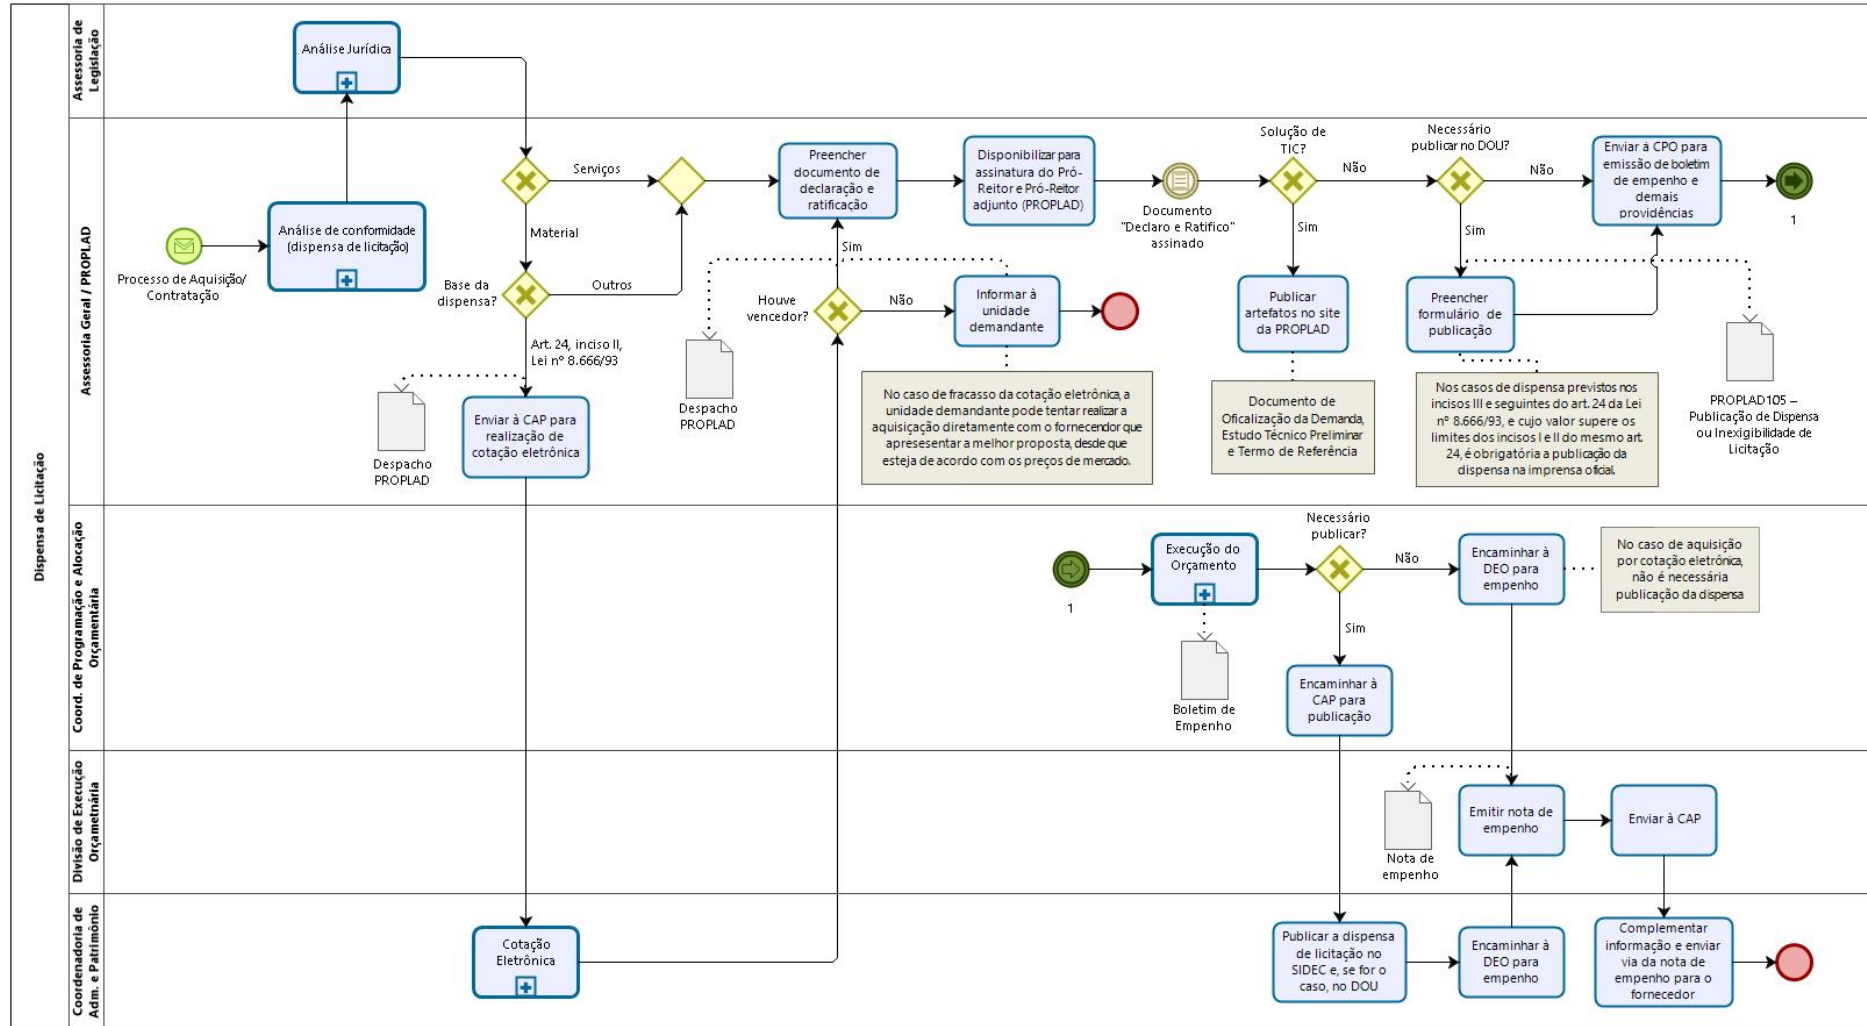 Dispensa de Licitação
Assessoria de
Legislação
Análise Jurídica
Assessoria Geral / PROPLAD
Processo de Aquisição/
Contratação
Análise de conformidade
(dispensa de licitação)
Serviços
Material
Base da
dispensa?
Outros
Art. 24, inciso II,
Lei nº 8.666/93
Despacho
PROPLAD
Enviar à CAP para
realização de
cotação eletrônica
Preencher
documento de
declaração e
ratificação
Sim
Houve
vencedor?
Não
Despacho
PROPLAD
Informar à
unidade
demandante
No caso de fracasso da cotação eletrônica, a
unidade demandante pode tentar realizar a
aquisiçação diretamente com o fornecendor que
apresesentar a melhor proposta, desde que
esteja de acordo com os preços de mercado.
Disponibilizar para
assinatura do Pró-
Reitor e Pró-Reitor
adjunto (PROPLAD)
Documento
"Declaro e Ratifico"
assinado
Solução de
TIC?
Não
Sim
Publicar
artefatos no site
da PROPLAD
Documento de
Oficalização da Demanda,
Estudo Técnico Preliminar
e Termo de Referência
Necessário
publicar no DOU?
Não
Sim
Preencher
formulário de
publicação
Nos casos de dispensa previstos nos
incisos III e seguintes do art. 24 da Lei
nº 8.666/93, e cujo valor supere os
limites dos incisos I e II do mesmo art.
24, é obrigatória a publicação da
dispensa na imprensa oficial.
Enviar à CPO para
emissão de boletim
de empenho e
demais
providências
1
PROPLAD105 –
Publicação de Dispensa
ou Inexigibilidade de
Licitação
Coord. de Programação e Alocação
Orçamentária
1
Execução do
Orçamento
Boletim de
Empenho
Necessário
publicar?
Não
Sim
Encaminhar à
CAP para
publicação
Encaminhar à
DEO para
empenho
No caso de aquisição
por cotação eletrônica,
não é necessária
publicação da dispensa
Divisão de Execução
Orçametnária
Nota de
empenho
Emitir nota de
empenho
Enviar à CAP
Coordenadoria de
Adm. e Patrimônio
Cotação
Eletrônica
Publicar a dispensa
de licitação no
SIDEC e, se for o
caso, no DOU
Encaminhar à
DEO para
empenho
Complementar
informação e enviar
via da nota de
empenho para o
fornecedor